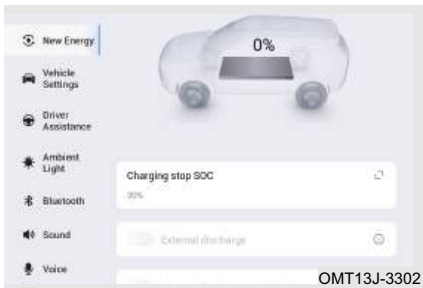 New Energy
0%
Vehicle
Settings
Driver
Assistance
Ambient
Light
Charging stop SOC
Bluetooth
Sound
External discharge
Voice
OMT13J-3302